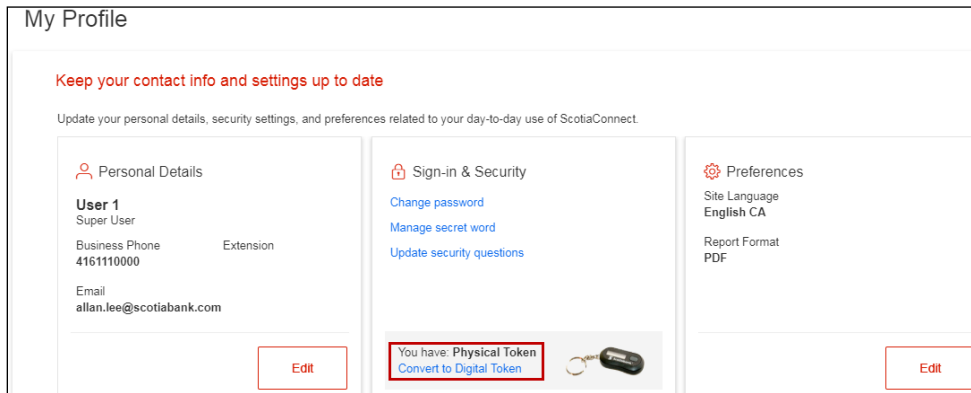 My Profile
Keep your contact info and settings up to date
Update your personal details, security settings, and preferences related to your day-to-day use of ScotiaConnect.
Personal Details
User 1
Super User
Business Phone Extension
4161110000
Email
allan.lee@scotiabank.com
Edit
Sign-in & Security
Change password
Manage secret word
Update security questions
You have: Physical Token
Convert to Digital Token
Preferences
Site Language
English CA
Report Format
PDF
Edit